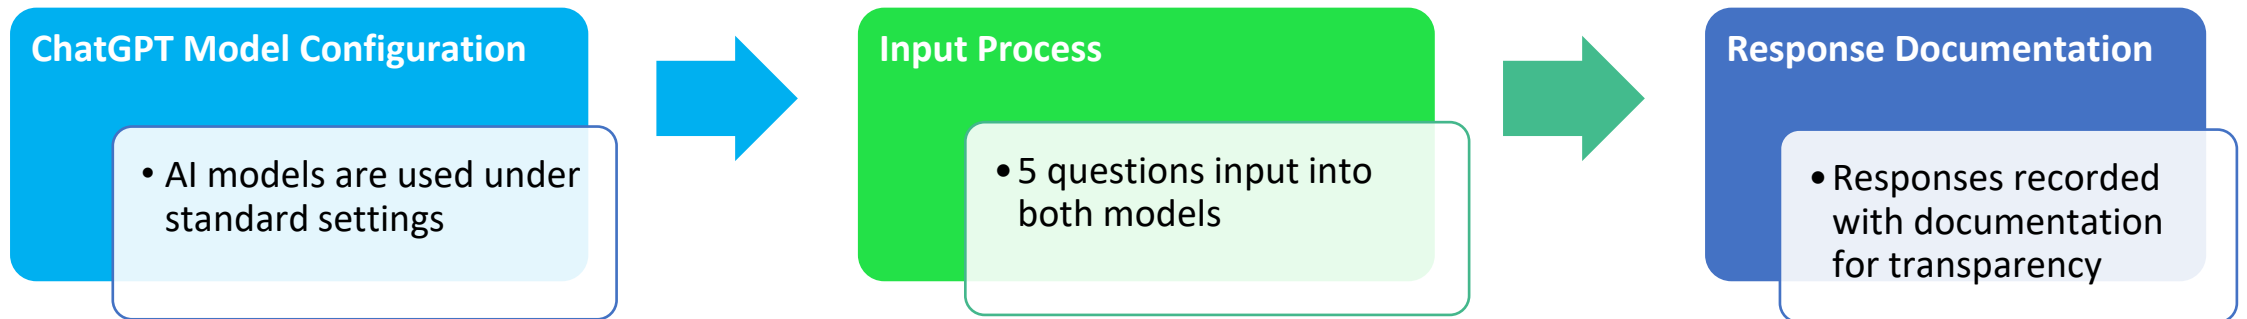 ChatGPT Model Configuration
• AI models are used under
standard settings
Input Process
• 5 questions input into
both models
Response Documentation
• Responses recorded
with documentation
for transparency